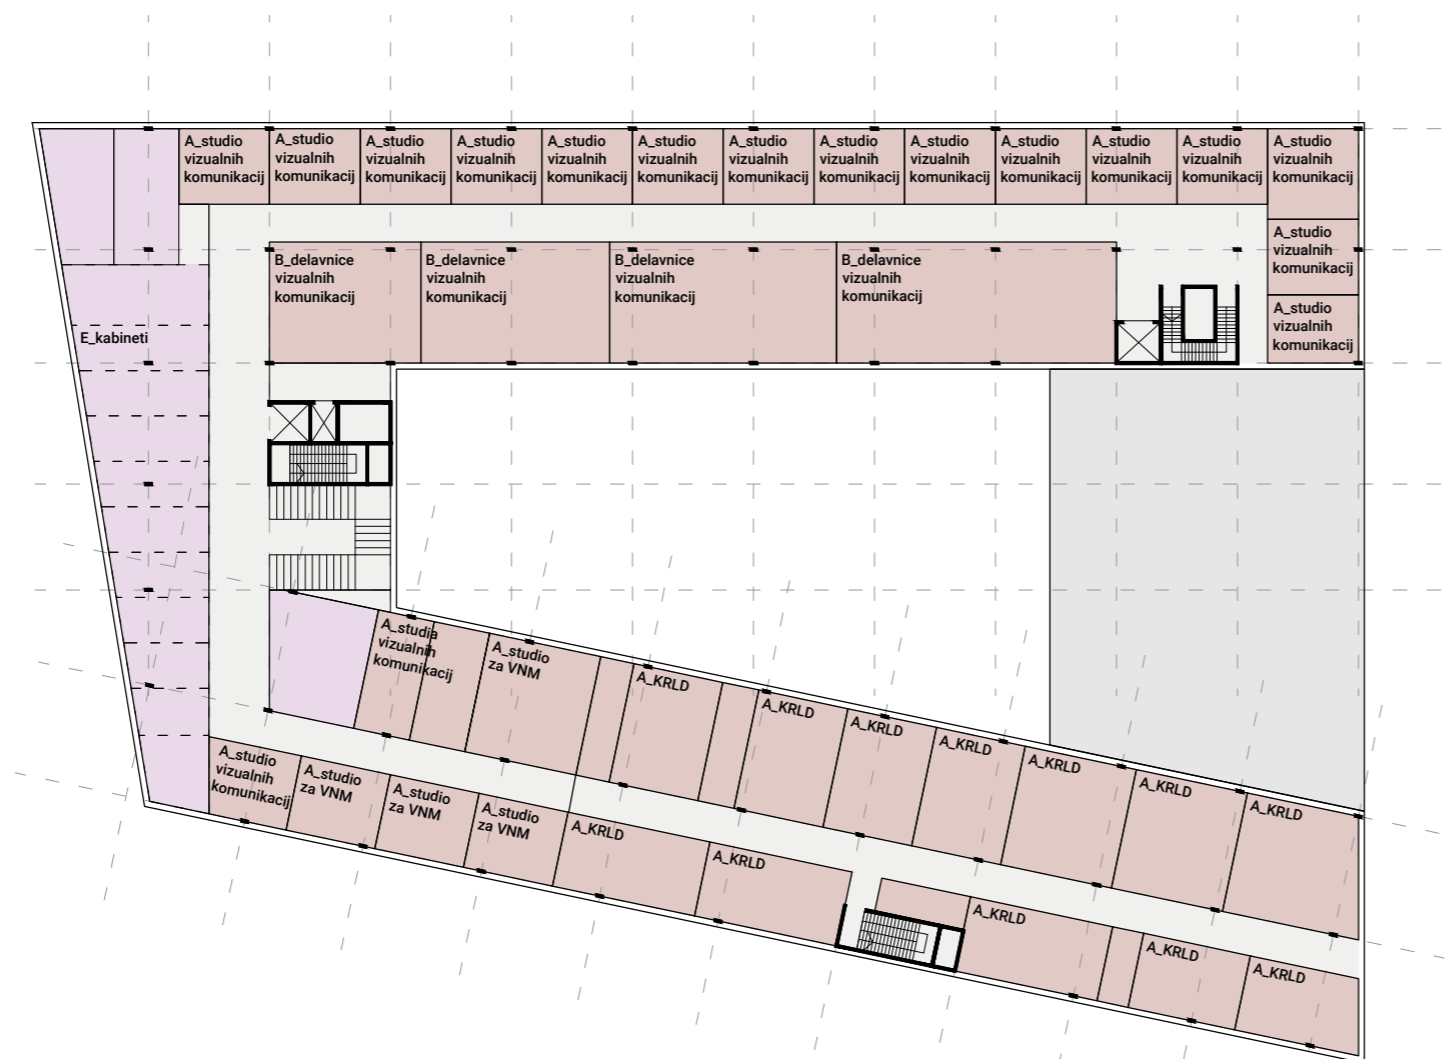 A_studio
vizualnih
komunikacij
A_studio
vizualnih
komunikacij
A_studio
vizualnih
komunikacij
A_studio
vizualnih
komunikacij
A_studio
vizualnih
komunikacij
A_studio
vizualnih
komunikacij
A_studio
vizualnih
komunikacij
A_studio
vizualnih
komunikacij
A_studio
vizualnih
komunikacij
A_studio
vizualnih
komunikacij
A_studio
vizualnih
komunikacij
A_studio
vizualnih
komunikacij
A_studio
vizualnih
komunikacij
A_studio
vizualnih
komunikacij
A_studio
vizualnih
komunikacij
B_delavnice
vizualnih
komunikacij
B_delavnice
vizualnih
komunikacij
B_delavnice
vizualnih
komunikacij
B_delavnice
vizualnih
komunikacij
E_kabineti
A_studia
vizualnih
komunikacij
A_studio
za VNM
A_KRLD
A_KRLD
A_KRLD
A_KRLD
A_KRLD
A_KRLD
A_KRLD
A_studio
vizualnih
komunikacij
A_studio
za VNM
A_studio
za VNM
A_studio
za VNM
A_KRLD
A_KRLD
A_KRLD
A_KRLD
A_KRLD